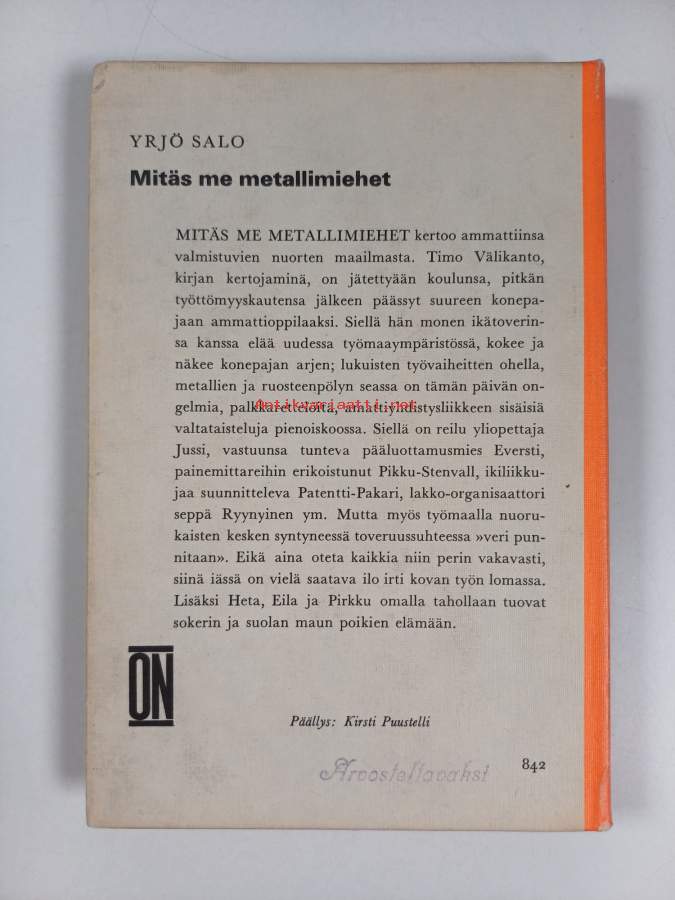 YRJÖ SALO
Mitäs me metallimiehet
MITÄS ME METALLIMIEHET kertoo ammattiinsa
valmistuvien nuorten maailmasta. Timo Välikanto,
kirjan kertojaminä, on jätettyään koulunsa, pitkän
työttömyyskautensa jälkeen päässyt suureen konepa-
jaan ammattioppilaaksi. Siellä hän monen ikätoverin-
sa kanssa elää uudessa työmaaympäristössä, kokee ja
näkee konepajan arjen; lukuisten työvaiheitten ohella,
metallien ja ruosteenpölyn seassa on tämän päivän on-
gelmia, palkkariitteloitä, amattiyhdistysliikkeen sisäisiä
Antikvariaatti.net
valtataisteluja pienoiskoossa. Siellä on reilu yliopettaja
Jussi, vastuunsa tunteva pääluottamusmies Eversti,
painemittareihin erikoistunut Pikku-Stenvall, ikiliikku-
jaa suunnitteleva Patentti-Pakari, lakko-organisaattori
seppä Ryynyinen ym. Mutta myös työmaalla nuoru-
kaisten kesken syntyneessä toveruussuhteessa »veri pun-
nitaan». Eikä aina oteta kaikkia niin perin vakavasti,
siinä iässä on vielä saatava ilo irti kovan työn lomassa.
Lisäksi Heta, Eila ja Pirkku omalla tahollaan tuovat
sokerin ja suolan maun poikien elämään.
ON
Päällys: Kirsti Puustelli
Arvosteltavaksi
842